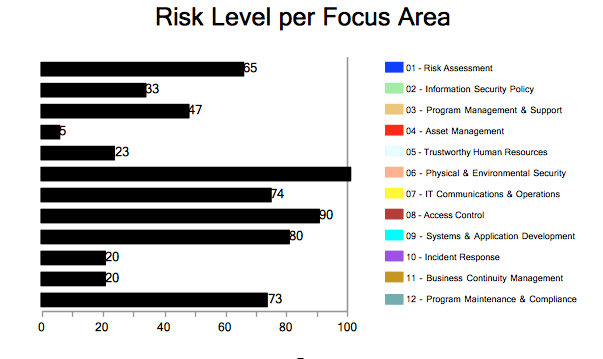 Risk Level per Focus Area
65
33
47
5
23
74
90
80
20
20
73
0 20 40 60 80 100
01 - Risk Assessment
02 - Information Security Policy
03 - Program Management & Support
04 - Asset Management
05 - Trustworthy Human Resources
06 - Physical & Environmental Security
07 - IT Communications & Operations
08 - Access Control
09 - Systems & Application Development
10 - Incident Response
11 - Business Continuity Management
12 - Program Maintenance & Compliance